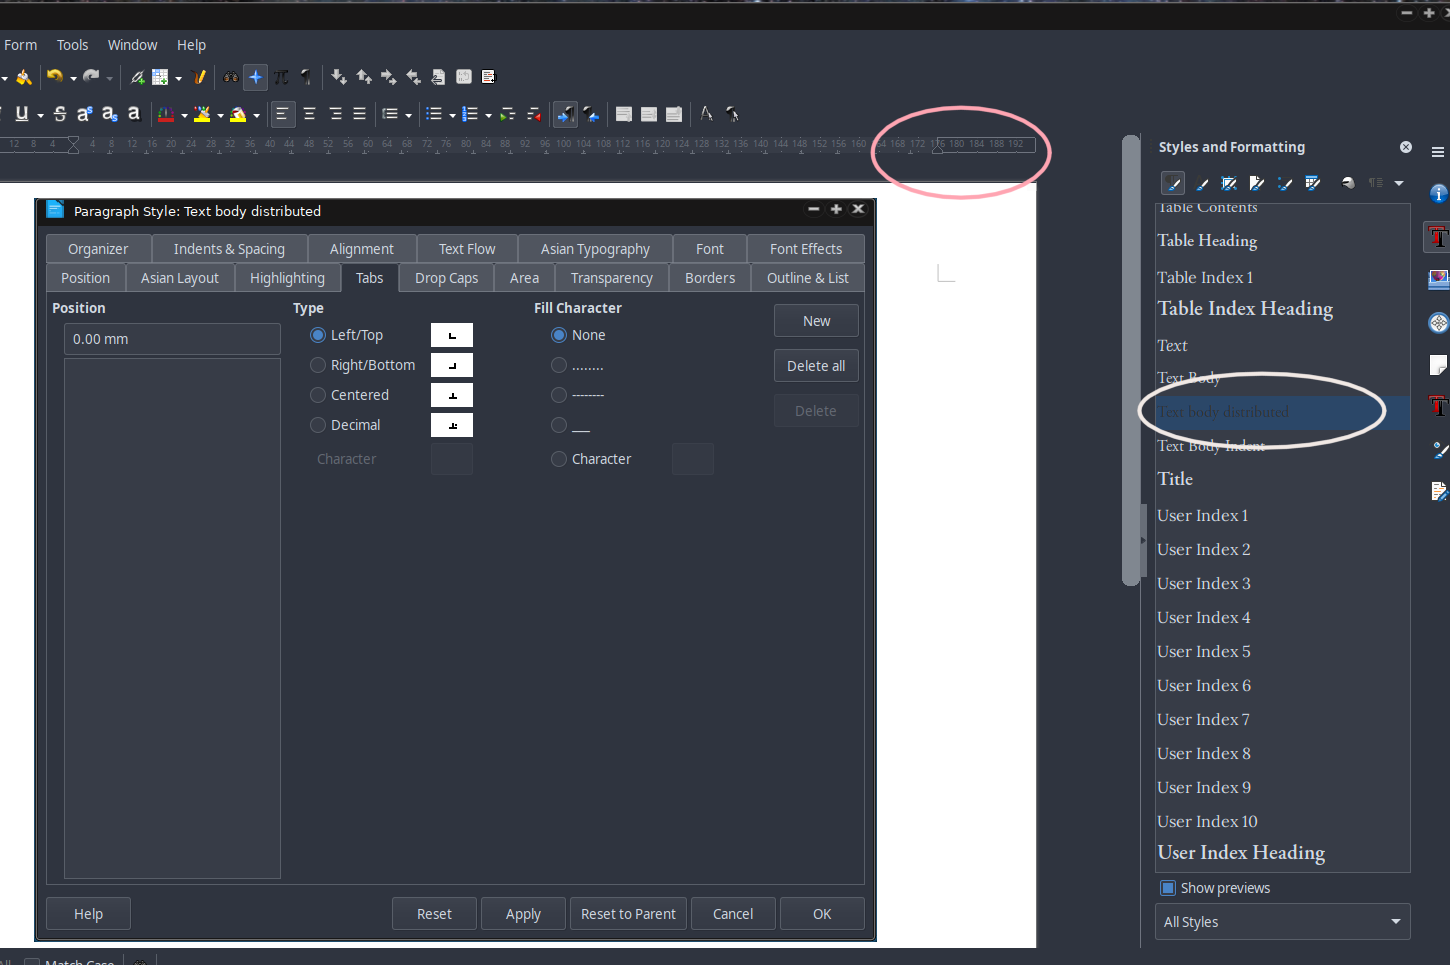 Form Tools Window Help
12 8 4 4 8 12 16 20 24 28 32 36 40 44 48 52 56 60 64 68 72 76 80 84 88 92 96 100 104 108 112 116 120 124 128 132 136 140 144 148 152 156 160 164 168 172 176 180 184 188 192
Paragraph Style: Text body distributed
Organizer Indents & Spacing Alignment Text Flow Asian Typography Font Font Effects
Position Asian Layout Highlighting Tabs Drop Caps Area Transparency Borders Outline & List
Position Type Fill Character
0.00 mm Left/Top None New
Right/Bottom ........ Delete all
Centered --------
Decimal ___ Delete
Character Character
Help Reset Apply Reset to Parent Cancel OK
Styles and Formatting
Table Contents
Table Heading
Table Index 1
Table Index Heading
Text
Text Body
Text body distributed
Text Body Indent
Title
User Index 1
User Index 2
User Index 3
User Index 4
User Index 5
User Index 6
User Index 7
User Index 8
User Index 9
User Index 10
User Index Heading
Show previews
All Styles
Match Case